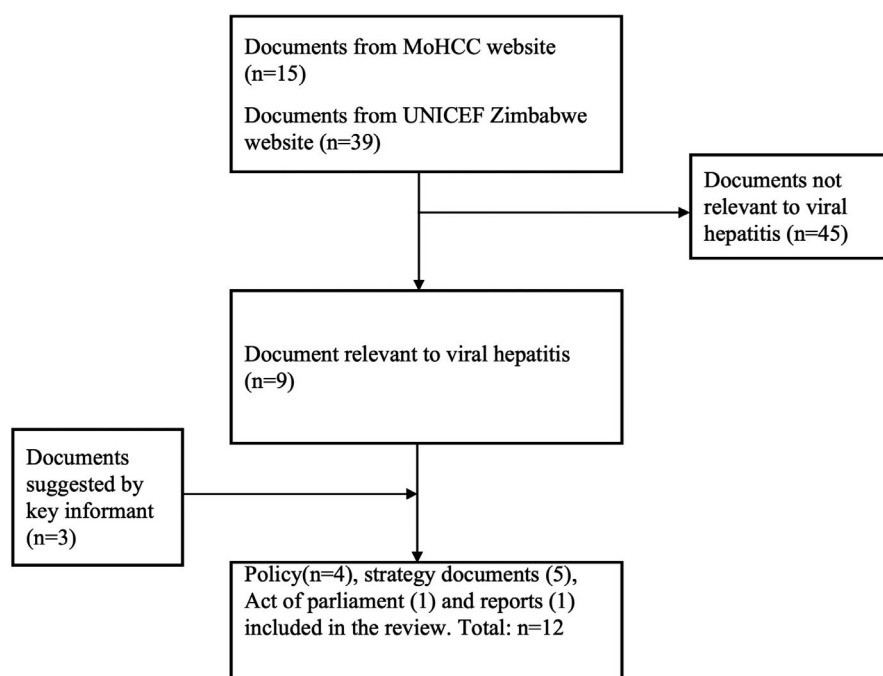 Documents from MoHCC website
(n=15)
Documents from UNICEF Zimbabwe
website (n=39)
Documents not
relevant to viral
hepatitis (n=45)
Document relevant to viral hepatitis
(n=9)
Documents
suggested by
key informant
(n=3)
Policy(n=4), strategy documents (5),
Act of parliament (1) and reports (1)
included in the review. Total: n=12